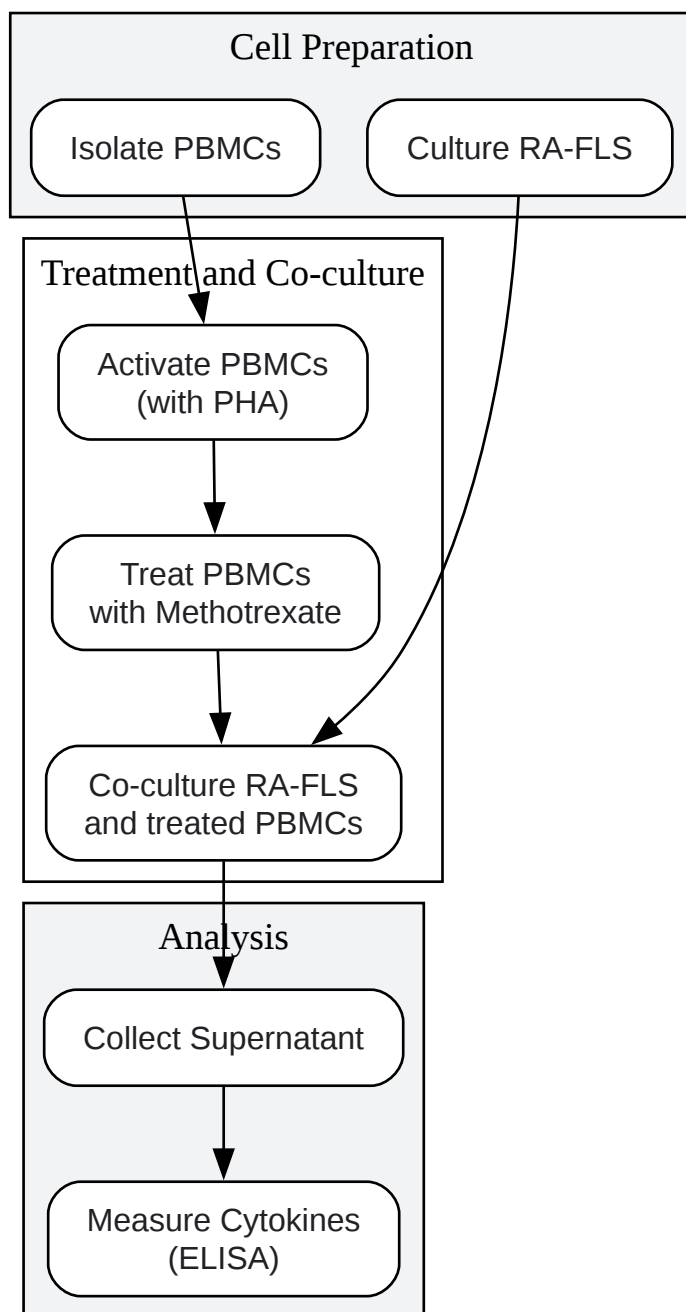 Cell Preparation
Isolate PBMCs
Culture RA-FLS
Treatment and Co-culture
Activate PBMCs
(with PHA)
Treat PBMCs
with Methotrexate
Co-culture RA-FLS
and treated PBMCs
Analysis
Collect Supernatant
Measure Cytokines
(ELISA)